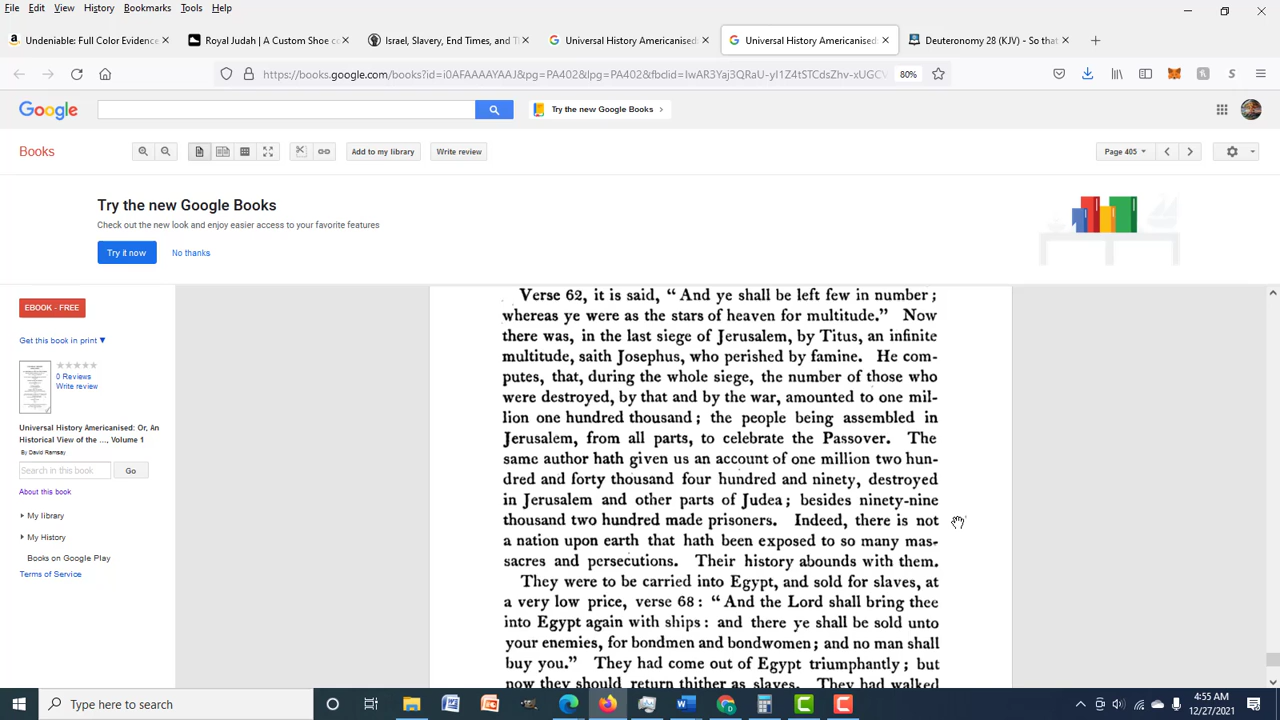 File Edit View History Bookmarks Tools Help
Undeniable: Full Color Evidence
Royal Judah | A Custom Shoe c
Israel, Slavery, End Times, and T
Universal History Americanised:
Universal History Americanised:
Deuteronomy 28 (KJV) - So that
https://books.google.com/books?id=i0AFAAAAYAAJ&pg=PA402&lpg=PA402&fbclid=IwAR3Yaj3QRaU-yI1Z4tSTCdsZhv-xUGCV
80%
Google
Try the new Google Books
Books
Add to my library
Write review
Page 405
Try the new Google Books
Check out the new look and enjoy easier access to your favorite features
Try it now
No thanks
EBOOK - FREE
Get this book in print
0 Reviews
Write review
Universal History Americanised: Or, An
Historical View of the ..., Volume 1
By David Ramsay
Search in this book
Go
About this book
My library
My History
Books on Google Play
Terms of Service
Verse 62, it is said, “ And ye shall be left few in number ;
whereas ye were as the stars of heaven for multitude.” Now
there was, in the last siege of Jerusalem, by Titus, an infinite
multitude, saith Josephus, who perished by famine. He com-
putes, that, during the whole siege, the number of those who
were destroyed, by that and by the war, amounted to one mil-
lion one hundred thousand ; the people being assembled in
Jerusalem, from all parts, to celebrate the Passover. The
same author hath given us an account of one million two hun-
dred and forty thousand four hundred and ninety, destroyed
in Jerusalem and other parts of Judea ; besides ninety-nine
thousand two hundred made prisoners. Indeed, there is not
a nation upon earth that hath been exposed to so many mas-
sacres and persecutions. Their history abounds with them.
They were to be carried into Egypt, and sold for slaves, at
a very low price, verse 68 : “ And the Lord shall bring thee
into Egypt again with ships : and there ye shall be sold unto
your enemies, for bondmen and bondwomen ; and no man shall
buy you.” They had come out of Egypt triumphantly ; but
now they should return thither as slaves. They had walked
Type here to search
4:55 AM
12/27/2021